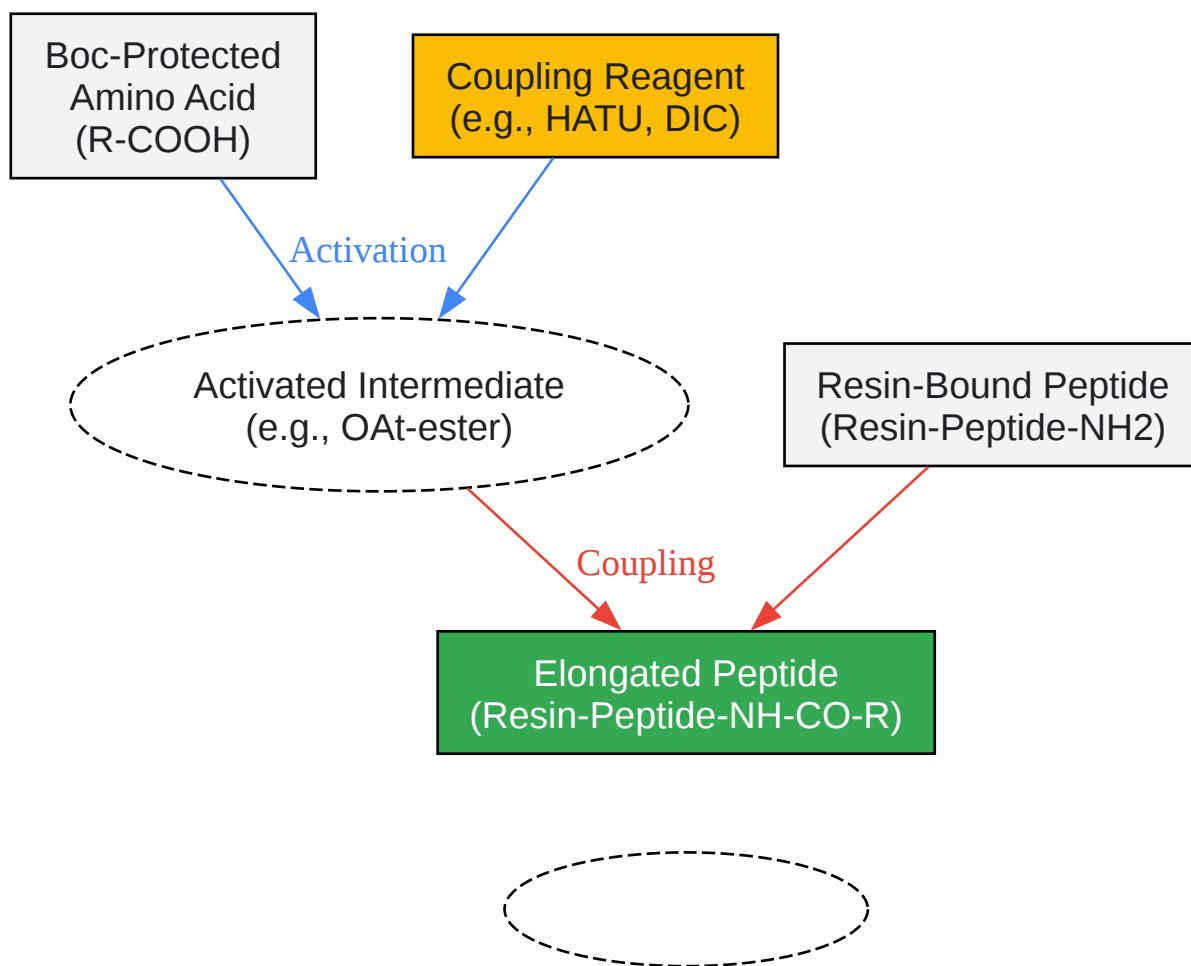 Boc-Protected
Amino Acid
(R-COOH)
Coupling Reagent
(e.g., HATU, DIC)
Activation
Activated Intermediate
(e.g., OAt-ester)
Resin-Bound Peptide
(Resin-Peptide-NH2)
Coupling
Elongated Peptide
(Resin-Peptide-NH-CO-R)